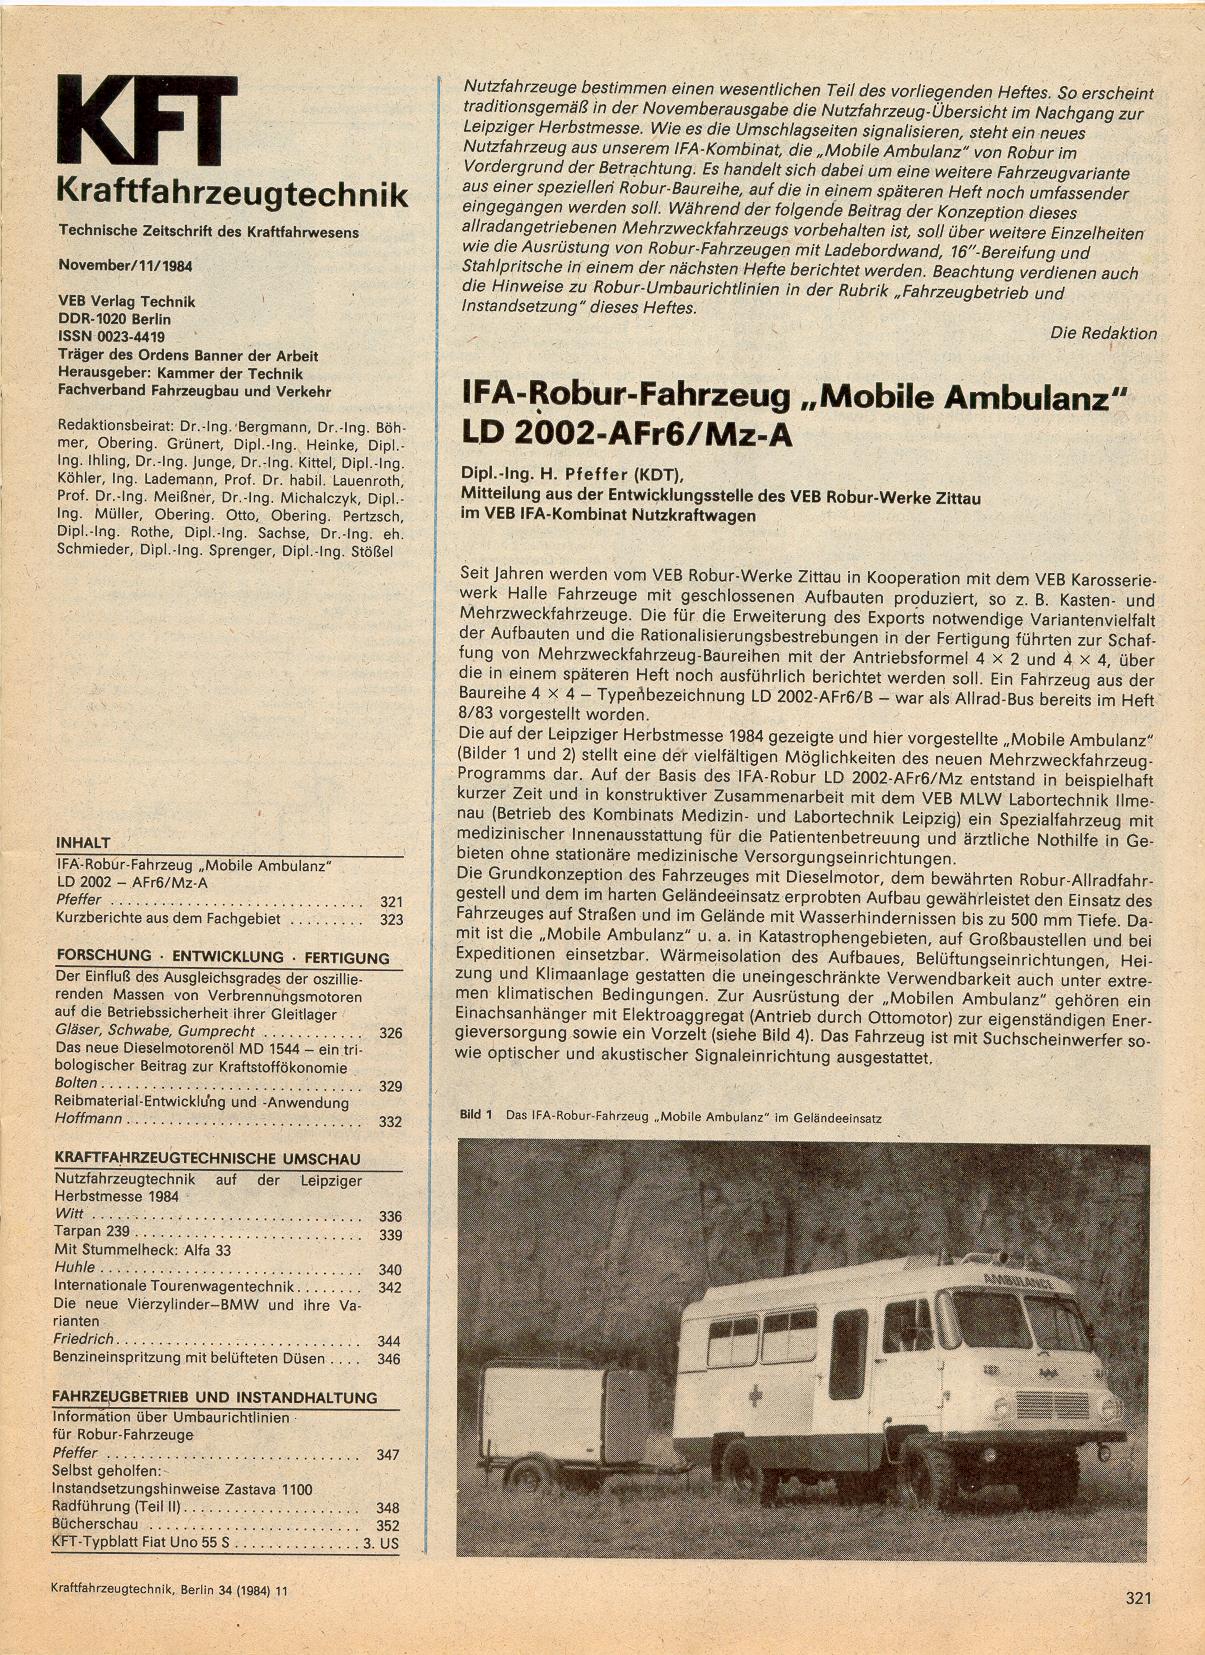 KFT
Kraftfahrzeugtechnik
Technische Zeitschrift des Kraftfahrwesens
November/11/1984
VEB Verlag Technik
DDR-1020 Berlin
ISSN 0023-4419
Träger des Ordens Banner der Arbeit
Herausgeber: Kammer der Technik
Fachverband Fahrzeugbau und Verkehr
Redaktionsbeirat: Dr.-Ing. Bergmann, Dr.-Ing. Böh-
mer, Obering. Grünert, Dipl.-Ing. Heinke, Dipl.-
Ing. Ihling, Dr.-Ing. Junge, Dr.-Ing. Kittel, Dipl.-Ing.
Köhler, Ing. Lademann, Prof. Dr. habil. Lauenroth,
Prof. Dr.-Ing. Meißner, Dr.-Ing. Michalczyk, Dipl.-
Ing. Müller, Obering. Otto, Obering. Pertzsch,
Dipl.-Ing. Rothe, Dipl.-Ing. Sachse, Dr.-Ing. eh.
Schmieder, Dipl.-Ing. Sprenger, Dipl.-Ing. Stößel
INHALT
IFA-Robur-Fahrzeug „Mobile Ambulanz"
LD 2002 – AFr6/Mz-A
Pfeffer . . . . . . . . . . . . . . . . . . . . . . . . . . . . . . 321
Kurzberichte aus dem Fachgebiet . . . . . . . . . 323
FORSCHUNG · ENTWICKLUNG · FERTIGUNG
Der Einfluß des Ausgleichsgrades der oszillie-
renden Massen von Verbrennungsmotoren
auf die Betriebssicherheit ihrer Gleitlager
Gläser, Schwabe, Gumprecht . . . . . . . . . . . . 326
Das neue Dieselmotorenöl MD 1544 – ein tri-
bologischer Beitrag zur Kraftstoffökonomie
Bolten . . . . . . . . . . . . . . . . . . . . . . . . . . . . . . . 329
Reibmaterial-Entwicklung und -Anwendung
Hoffmann . . . . . . . . . . . . . . . . . . . . . . . . . . . . 332
KRAFTFAHRZEUGTECHNISCHE UMSCHAU
Nutzfahrzeugtechnik auf der Leipziger
Herbstmesse 1984
Witt . . . . . . . . . . . . . . . . . . . . . . . . . . . . . . . . 336
Tarpan 239 . . . . . . . . . . . . . . . . . . . . . . . . . . . 339
Mit Stummelheck: Alfa 33
Huhle . . . . . . . . . . . . . . . . . . . . . . . . . . . . . . . 340
Internationale Tourenwagentechnik . . . . . . . . 342
Die neue Vierzylinder–BMW und ihre Va-
rianten
Friedrich . . . . . . . . . . . . . . . . . . . . . . . . . . . . . 344
Benzineinspritzung mit belüfteten Düsen . . . . 346
FAHRZEUGBETRIEB UND INSTANDHALTUNG
Information über Umbaurichtlinien
für Robur-Fahrzeuge
Pfeffer . . . . . . . . . . . . . . . . . . . . . . . . . . . . . . 347
Selbst geholfen:
Instandsetzungshinweise Zastava 1100
Radführung (Teil II) . . . . . . . . . . . . . . . . . . . . . 348
Bücherschau . . . . . . . . . . . . . . . . . . . . . . . . . 352
KFT-Typblatt Fiat Uno 55 S . . . . . . . . . . . . . . . 3. US
Nutzfahrzeuge bestimmen einen wesentlichen Teil des vorliegenden Heftes. So erscheint
traditionsgemäß in der Novemberausgabe die Nutzfahrzeug-Übersicht im Nachgang zur
Leipziger Herbstmesse. Wie es die Umschlagseiten signalisieren, steht ein neues
Nutzfahrzeug aus unserem IFA-Kombinat, die „Mobile Ambulanz" von Robur im
Vordergrund der Betrachtung. Es handelt sich dabei um eine weitere Fahrzeugvariante
aus einer speziellen Robur-Baureihe, auf die in einem späteren Heft noch umfassender
eingegangen werden soll. Während der folgende Beitrag der Konzeption dieses
allradangetriebenen Mehrzweckfahrzeugs vorbehalten ist, soll über weitere Einzelheiten
wie die Ausrüstung von Robur-Fahrzeugen mit Ladebordwand, 16"-Bereifung und
Stahlpritsche in einem der nächsten Hefte berichtet werden. Beachtung verdienen auch
die Hinweise zu Robur-Umbaurichtlinien in der Rubrik „Fahrzeugbetrieb und
Instandsetzung" dieses Heftes.
Die Redaktion
IFA-Robur-Fahrzeug „Mobile Ambulanz"
LD 2002-AFr6/Mz-A
Dipl.-Ing. H. Pfeffer (KDT),
Mitteilung aus der Entwicklungsstelle des VEB Robur-Werke Zittau
im VEB IFA-Kombinat Nutzkraftwagen
Seit Jahren werden vom VEB Robur-Werke Zittau in Kooperation mit dem VEB Karosserie-
werk Halle Fahrzeuge mit geschlossenen Aufbauten produziert, so z. B. Kasten- und
Mehrzweckfahrzeuge. Die für die Erweiterung des Exports notwendige Variantenvielfalt
der Aufbauten und die Rationalisierungsbestrebungen in der Fertigung führten zur Schaf-
fung von Mehrzweckfahrzeug-Baureihen mit der Antriebsformel 4 × 2 und 4 × 4, über
die in einem späteren Heft noch ausführlich berichtet werden soll. Ein Fahrzeug aus der
Baureihe 4 × 4 – Typenbezeichnung LD 2002-AFr6/B – war als Allrad-Bus bereits im Heft
8/83 vorgestellt worden.
Die auf der Leipziger Herbstmesse 1984 gezeigte und hier vorgestellte „Mobile Ambulanz"
(Bilder 1 und 2) stellt eine der vielfältigen Möglichkeiten des neuen Mehrzweckfahrzeug-
Programms dar. Auf der Basis des IFA-Robur LD 2002-AFr6/Mz entstand in beispielhaft
kurzer Zeit und in konstruktiver Zusammenarbeit mit dem VEB MLW Labortechnik Ilme-
nau (Betrieb des Kombinats Medizin- und Labortechnik Leipzig) ein Spezialfahrzeug mit
medizinischer Innenausstattung für die Patientenbetreuung und ärztliche Nothilfe in Ge-
bieten ohne stationäre medizinische Versorgungseinrichtungen.
Die Grundkonzeption des Fahrzeuges mit Dieselmotor, dem bewährten Robur-Allradfahr-
gestell und dem im harten Geländeeinsatz erprobten Aufbau gewährleistet den Einsatz des
Fahrzeuges auf Straßen und im Gelände mit Wasserhindernissen bis zu 500 mm Tiefe. Da-
mit ist die „Mobile Ambulanz" u. a. in Katastrophengebieten, auf Großbaustellen und bei
Expeditionen einsetzbar. Wärmeisolation des Aufbaues, Belüftungseinrichtungen, Hei-
zung und Klimaanlage gestatten die uneingeschränkte Verwendbarkeit auch unter extre-
men klimatischen Bedingungen. Zur Ausrüstung der „Mobilen Ambulanz" gehören ein
Einachsanhänger mit Elektroaggregat (Antrieb durch Ottomotor) zur eigenständigen Ener-
gieversorgung sowie ein Vorzelt (siehe Bild 4). Das Fahrzeug ist mit Suchscheinwerfer so-
wie optischer und akustischer Signaleinrichtung ausgestattet.
Bild 1 Das IFA-Robur-Fahrzeug „Mobile Ambulanz" im Geländeeinsatz
AMBULANCE
Kraftfahrzeugtechnik, Berlin 34 (1984) 11
321